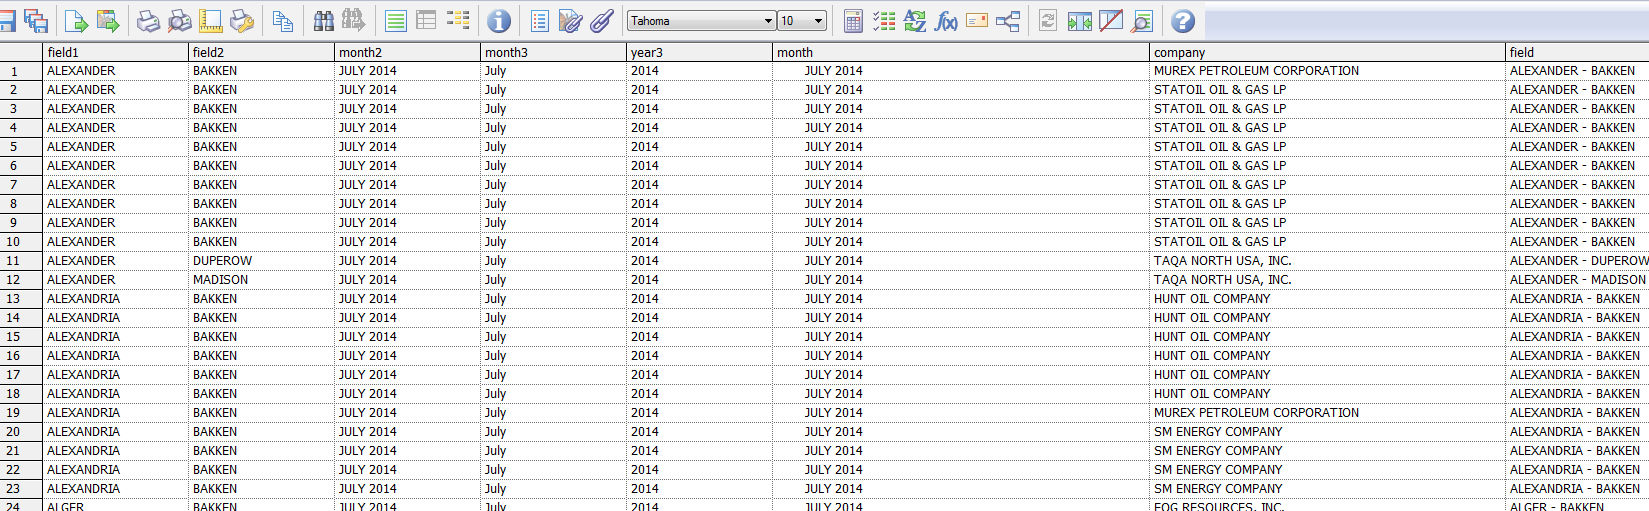 Tahoma 10
field1 field2 month2 month3 year3 month company field
1 ALEXANDER BAKKEN JULY 2014 July 2014 JULY 2014 MUREX PETROLEUM CORPORATION ALEXANDER - BAKKEN
2 ALEXANDER BAKKEN JULY 2014 July 2014 JULY 2014 STATOIL OIL & GAS LP ALEXANDER - BAKKEN
3 ALEXANDER BAKKEN JULY 2014 July 2014 JULY 2014 STATOIL OIL & GAS LP ALEXANDER - BAKKEN
4 ALEXANDER BAKKEN JULY 2014 July 2014 JULY 2014 STATOIL OIL & GAS LP ALEXANDER - BAKKEN
5 ALEXANDER BAKKEN JULY 2014 July 2014 JULY 2014 STATOIL OIL & GAS LP ALEXANDER - BAKKEN
6 ALEXANDER BAKKEN JULY 2014 July 2014 JULY 2014 STATOIL OIL & GAS LP ALEXANDER - BAKKEN
7 ALEXANDER BAKKEN JULY 2014 July 2014 JULY 2014 STATOIL OIL & GAS LP ALEXANDER - BAKKEN
8 ALEXANDER BAKKEN JULY 2014 July 2014 JULY 2014 STATOIL OIL & GAS LP ALEXANDER - BAKKEN
9 ALEXANDER BAKKEN JULY 2014 July 2014 JULY 2014 STATOIL OIL & GAS LP ALEXANDER - BAKKEN
10 ALEXANDER BAKKEN JULY 2014 July 2014 JULY 2014 STATOIL OIL & GAS LP ALEXANDER - BAKKEN
11 ALEXANDER DUPEROW JULY 2014 July 2014 JULY 2014 TAQA NORTH USA, INC. ALEXANDER - DUPEROW
12 ALEXANDER MADISON JULY 2014 July 2014 JULY 2014 TAQA NORTH USA, INC. ALEXANDER - MADISON
13 ALEXANDRIA BAKKEN JULY 2014 July 2014 JULY 2014 HUNT OIL COMPANY ALEXANDRIA - BAKKEN
14 ALEXANDRIA BAKKEN JULY 2014 July 2014 JULY 2014 HUNT OIL COMPANY ALEXANDRIA - BAKKEN
15 ALEXANDRIA BAKKEN JULY 2014 July 2014 JULY 2014 HUNT OIL COMPANY ALEXANDRIA - BAKKEN
16 ALEXANDRIA BAKKEN JULY 2014 July 2014 JULY 2014 HUNT OIL COMPANY ALEXANDRIA - BAKKEN
17 ALEXANDRIA BAKKEN JULY 2014 July 2014 JULY 2014 HUNT OIL COMPANY ALEXANDRIA - BAKKEN
18 ALEXANDRIA BAKKEN JULY 2014 July 2014 JULY 2014 HUNT OIL COMPANY ALEXANDRIA - BAKKEN
19 ALEXANDRIA BAKKEN JULY 2014 July 2014 JULY 2014 MUREX PETROLEUM CORPORATION ALEXANDRIA - BAKKEN
20 ALEXANDRIA BAKKEN JULY 2014 July 2014 JULY 2014 SM ENERGY COMPANY ALEXANDRIA - BAKKEN
21 ALEXANDRIA BAKKEN JULY 2014 July 2014 JULY 2014 SM ENERGY COMPANY ALEXANDRIA - BAKKEN
22 ALEXANDRIA BAKKEN JULY 2014 July 2014 JULY 2014 SM ENERGY COMPANY ALEXANDRIA - BAKKEN
23 ALEXANDRIA BAKKEN JULY 2014 July 2014 JULY 2014 SM ENERGY COMPANY ALEXANDRIA - BAKKEN
24 ALGER BAKKEN JULY 2014 July 2014 JULY 2014 EOG RESOURCES, INC. ALGER - BAKKEN